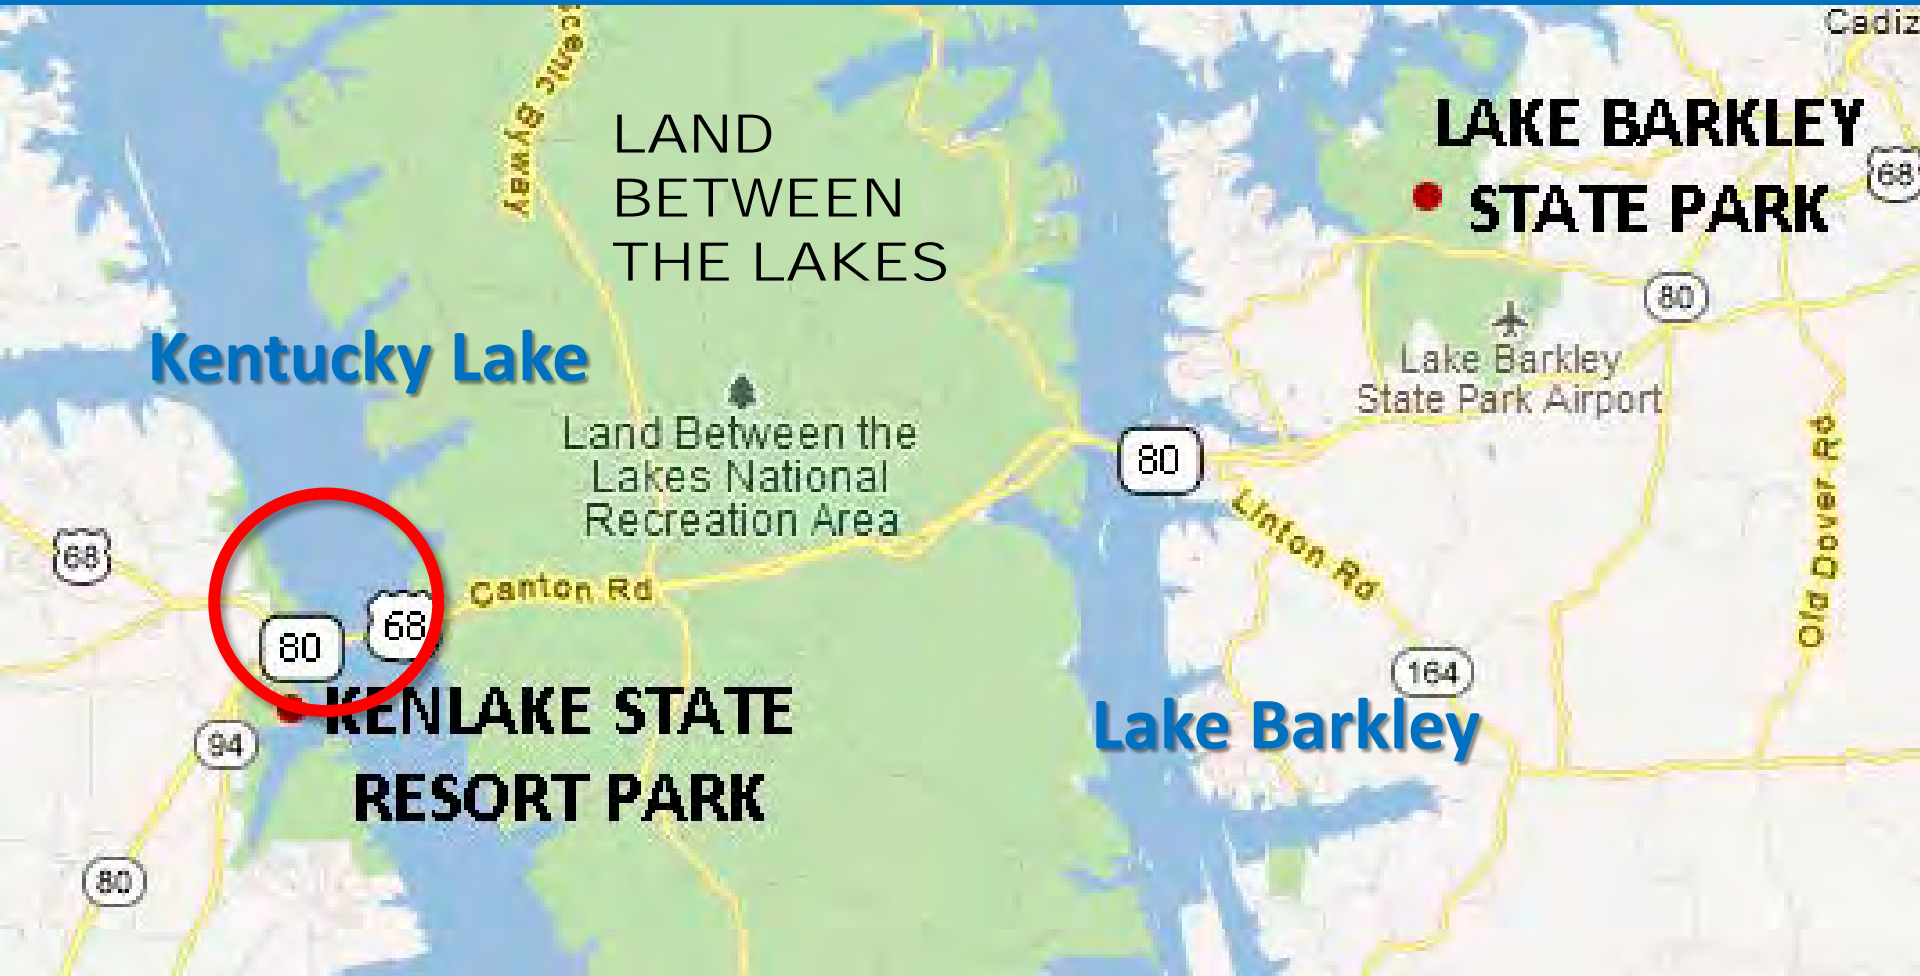 Cadiz
Scenic Byway
LAND
BETWEEN
THE LAKES
LAKE BARKLEY
STATE PARK
68
80
Kentucky Lake
Lake Barkley
State Park Airport
Land Between the
Lakes National
Recreation Area
80
Linton Rd
Old Dover Rd
68
Canton Rd
80
68
164
KENLAKE STATE
RESORT PARK
94
Lake Barkley
80